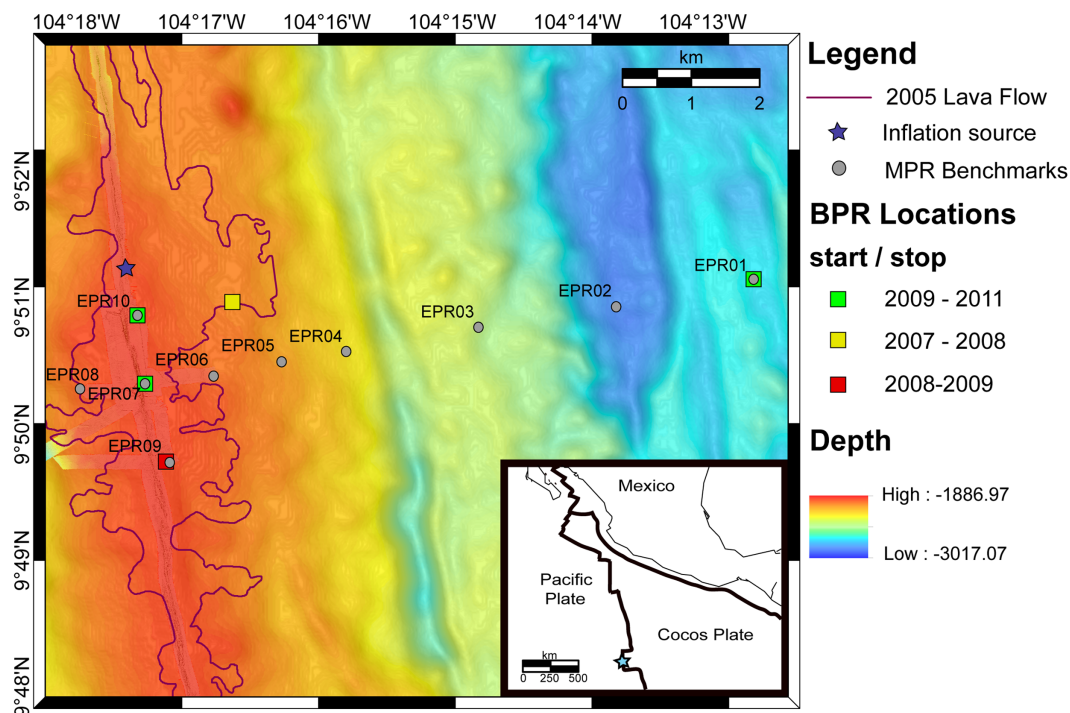 104°18'W 104°17'W 104°16'W 104°15'W 104°14'W 104°13'W
9°52'N
9°51'N
9°50'N
9°49'N
9°48'N
km
0 1 2
EPR01
EPR02
EPR03
EPR04
EPR05
EPR06
EPR10
EPR08
EPR07
EPR09
Mexico
Pacific
Plate
Cocos Plate
km
0 250 500
Legend
2005 Lava Flow
Inflation source
MPR Benchmarks
BPR Locations
start / stop
2009 - 2011
2007 - 2008
2008-2009
Depth
High : -1886.97
Low : -3017.07